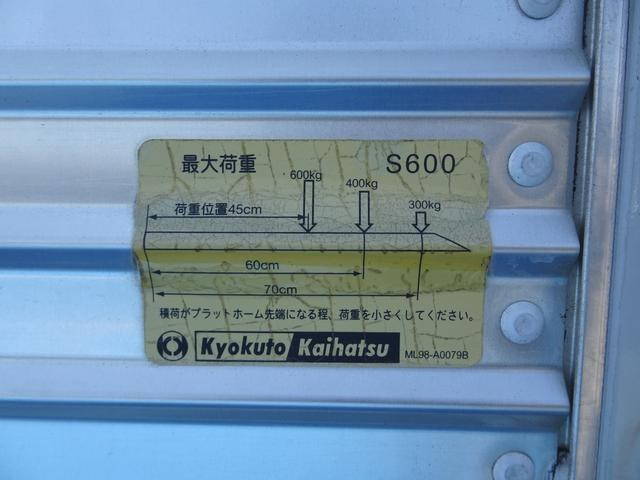 最大荷重 S600
600kg
400kg
300kg
荷重位置45cm
60cm
70cm
積荷がプラットホーム先端になる程、荷重を小さくしてください。
Kyokuto Kaihatsu ML98-A0079B